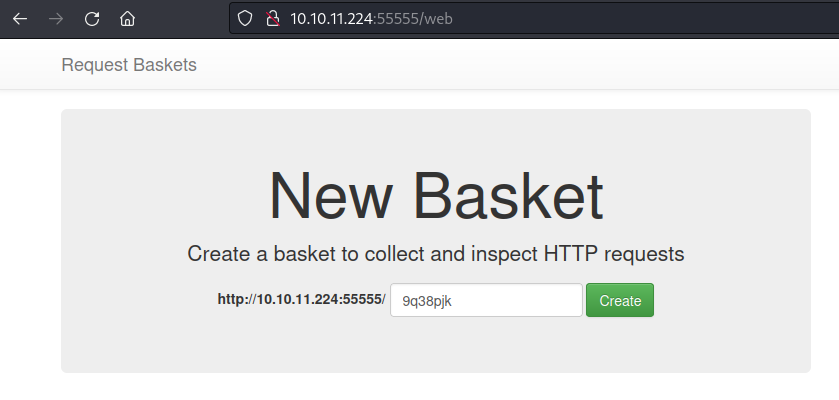 10.10.11.224:55555/web
Request Baskets
New Basket
Create a basket to collect and inspect HTTP requests
http://10.10.11.224:55555/ 9q38pjk Create